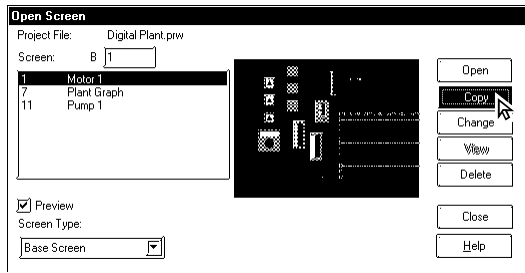 Open Screen
Project File: Digital Plant.prw
Screen: B 1
1 Motor 1
7 Plant Graph
11 Pump 1
Preview
Screen Type:
Base Screen
Open
Copy
Change
View
Delete
Close
Help